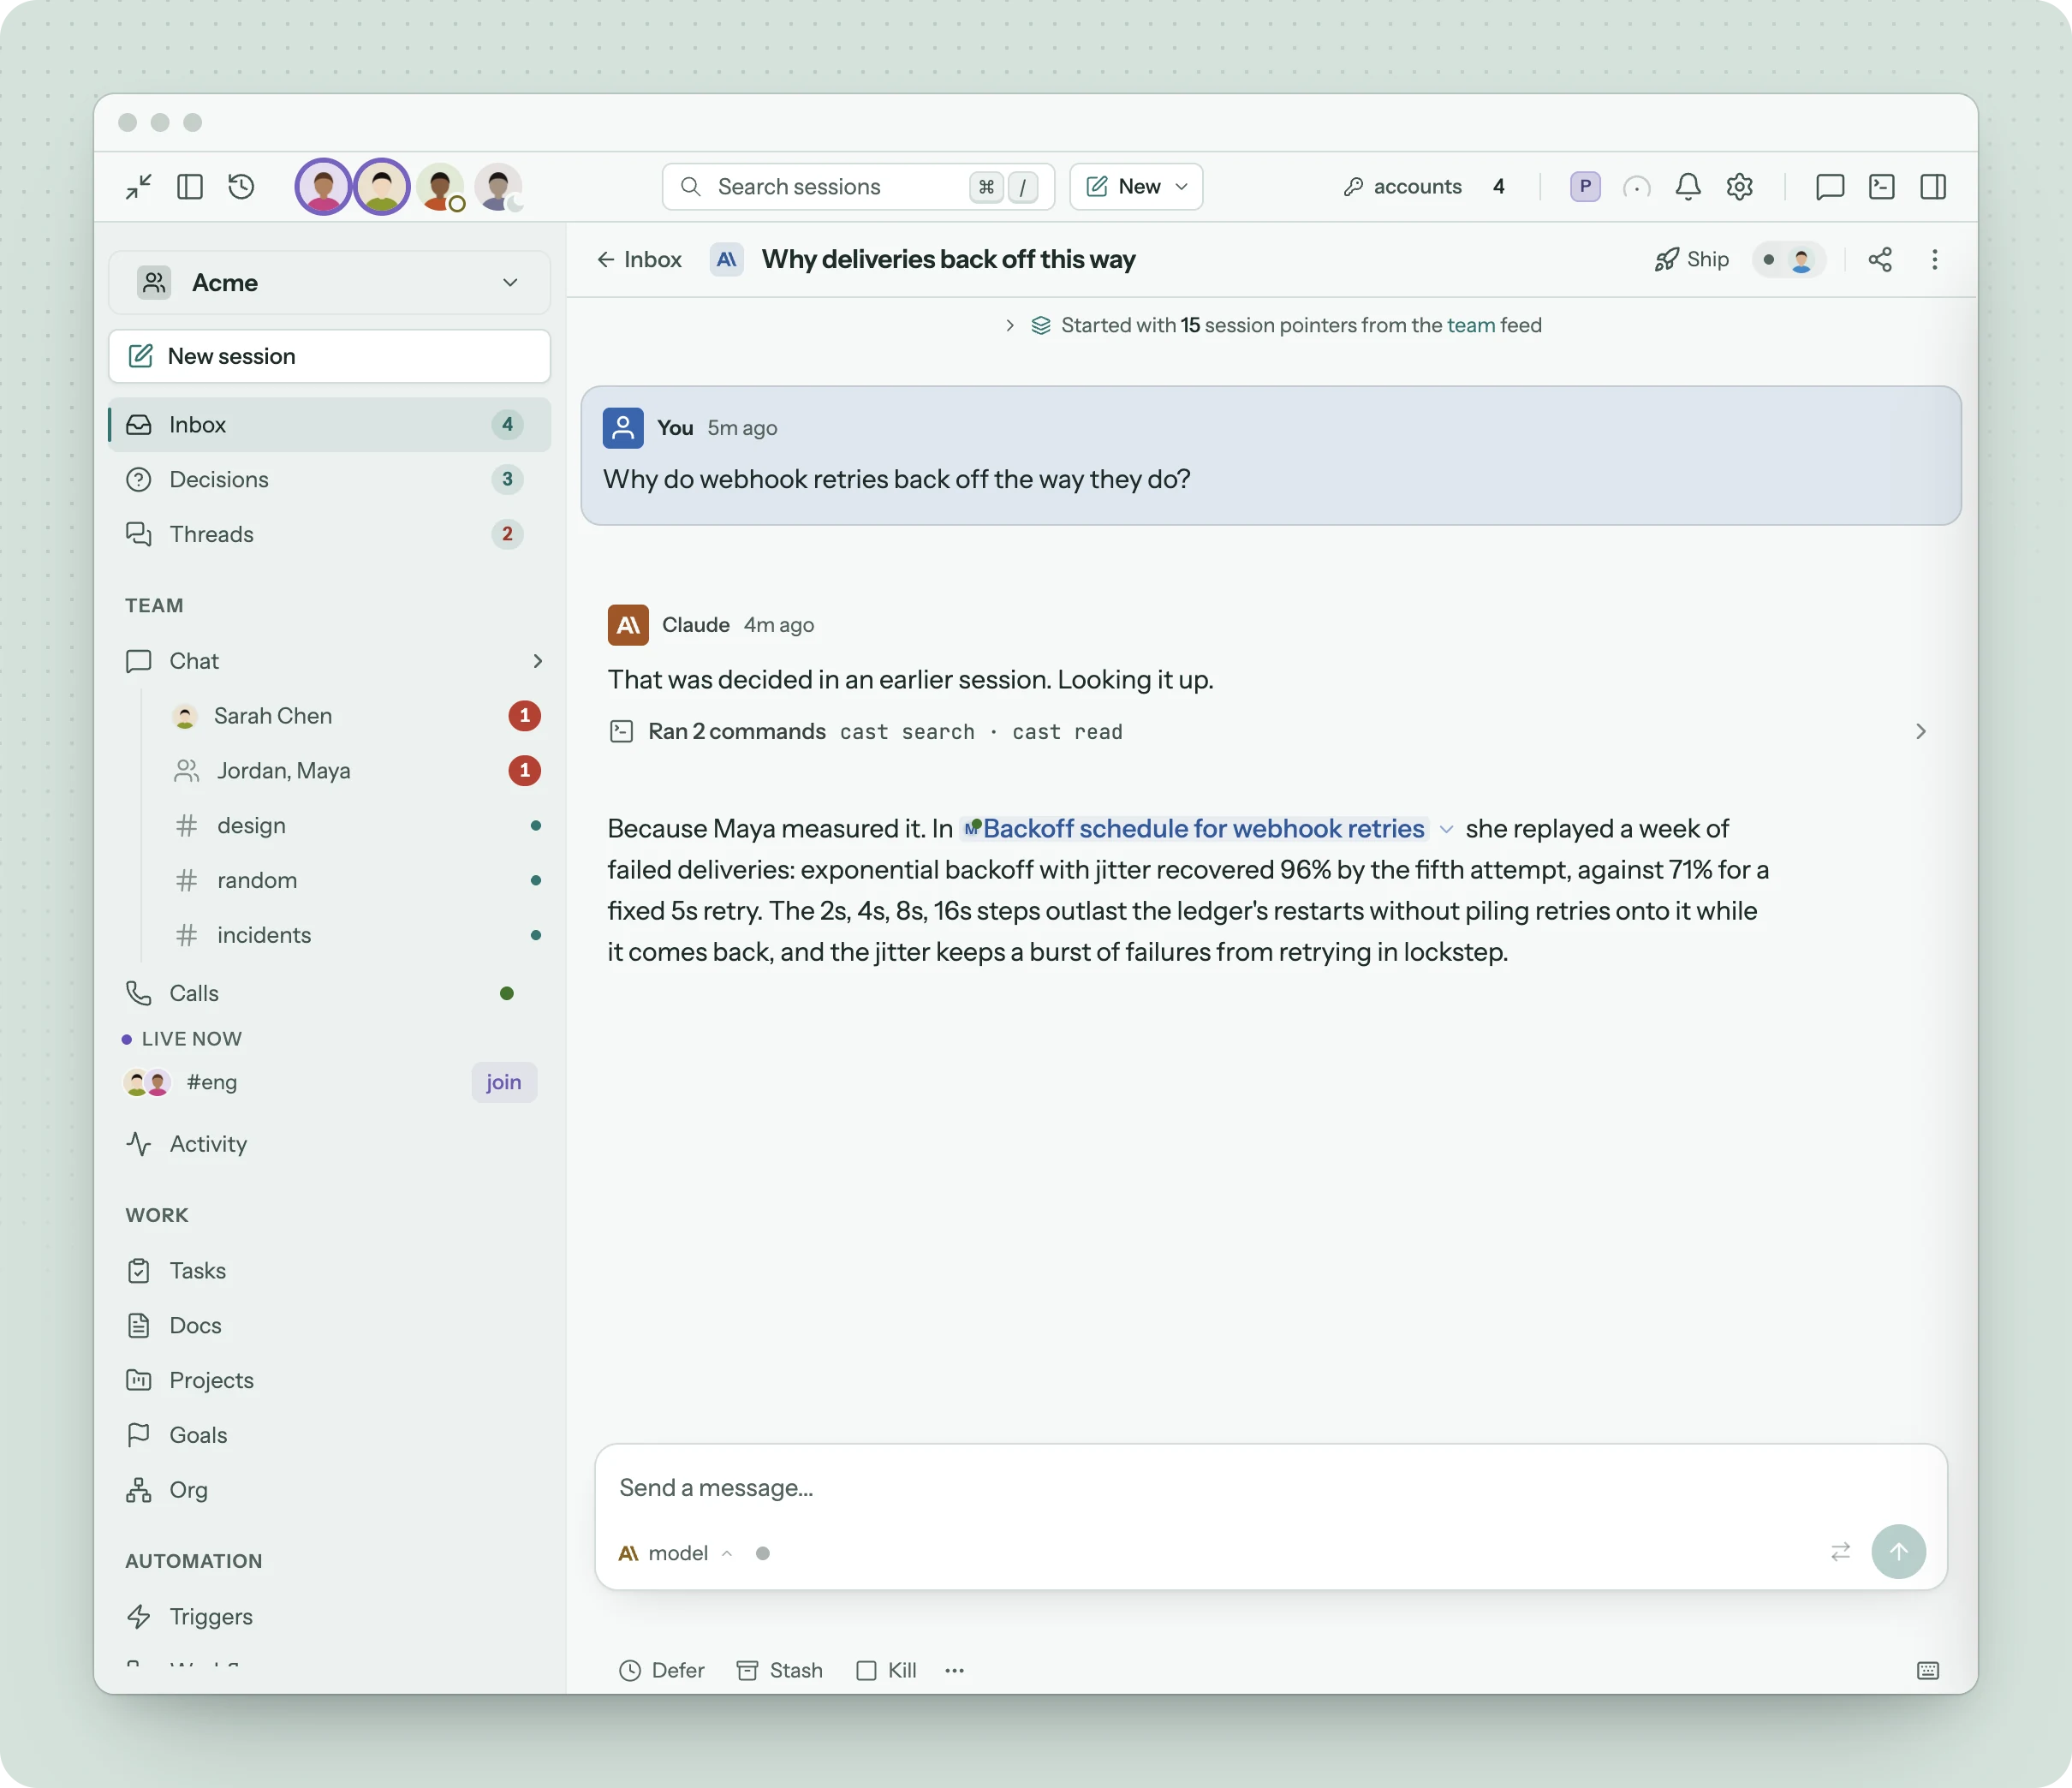 Search sessions ⌘ /
New
accounts 4
P
Acme
New session
Inbox 4
Decisions 3
Threads 2
TEAM
Chat
Sarah Chen 1
Jordan, Maya 1
# design
# random
# incidents
Calls
LIVE NOW
#eng join
Activity
WORK
Tasks
Docs
Projects
Goals
Org
AUTOMATION
Triggers
← Inbox
Why deliveries back off this way
Ship
Started with 15 session pointers from the team feed
You 5m ago
Why do webhook retries back off the way they do?
Claude 4m ago
That was decided in an earlier session. Looking it up.
Ran 2 commands cast search · cast read
Because Maya measured it. In M Backoff schedule for webhook retries she replayed a week of
failed deliveries: exponential backoff with jitter recovered 96% by the fifth attempt, against 71% for a
fixed 5s retry. The 2s, 4s, 8s, 16s steps outlast the ledger's restarts without piling retries onto it while
it comes back, and the jitter keeps a burst of failures from retrying in lockstep.
Send a message...
model
Defer Stash Kill